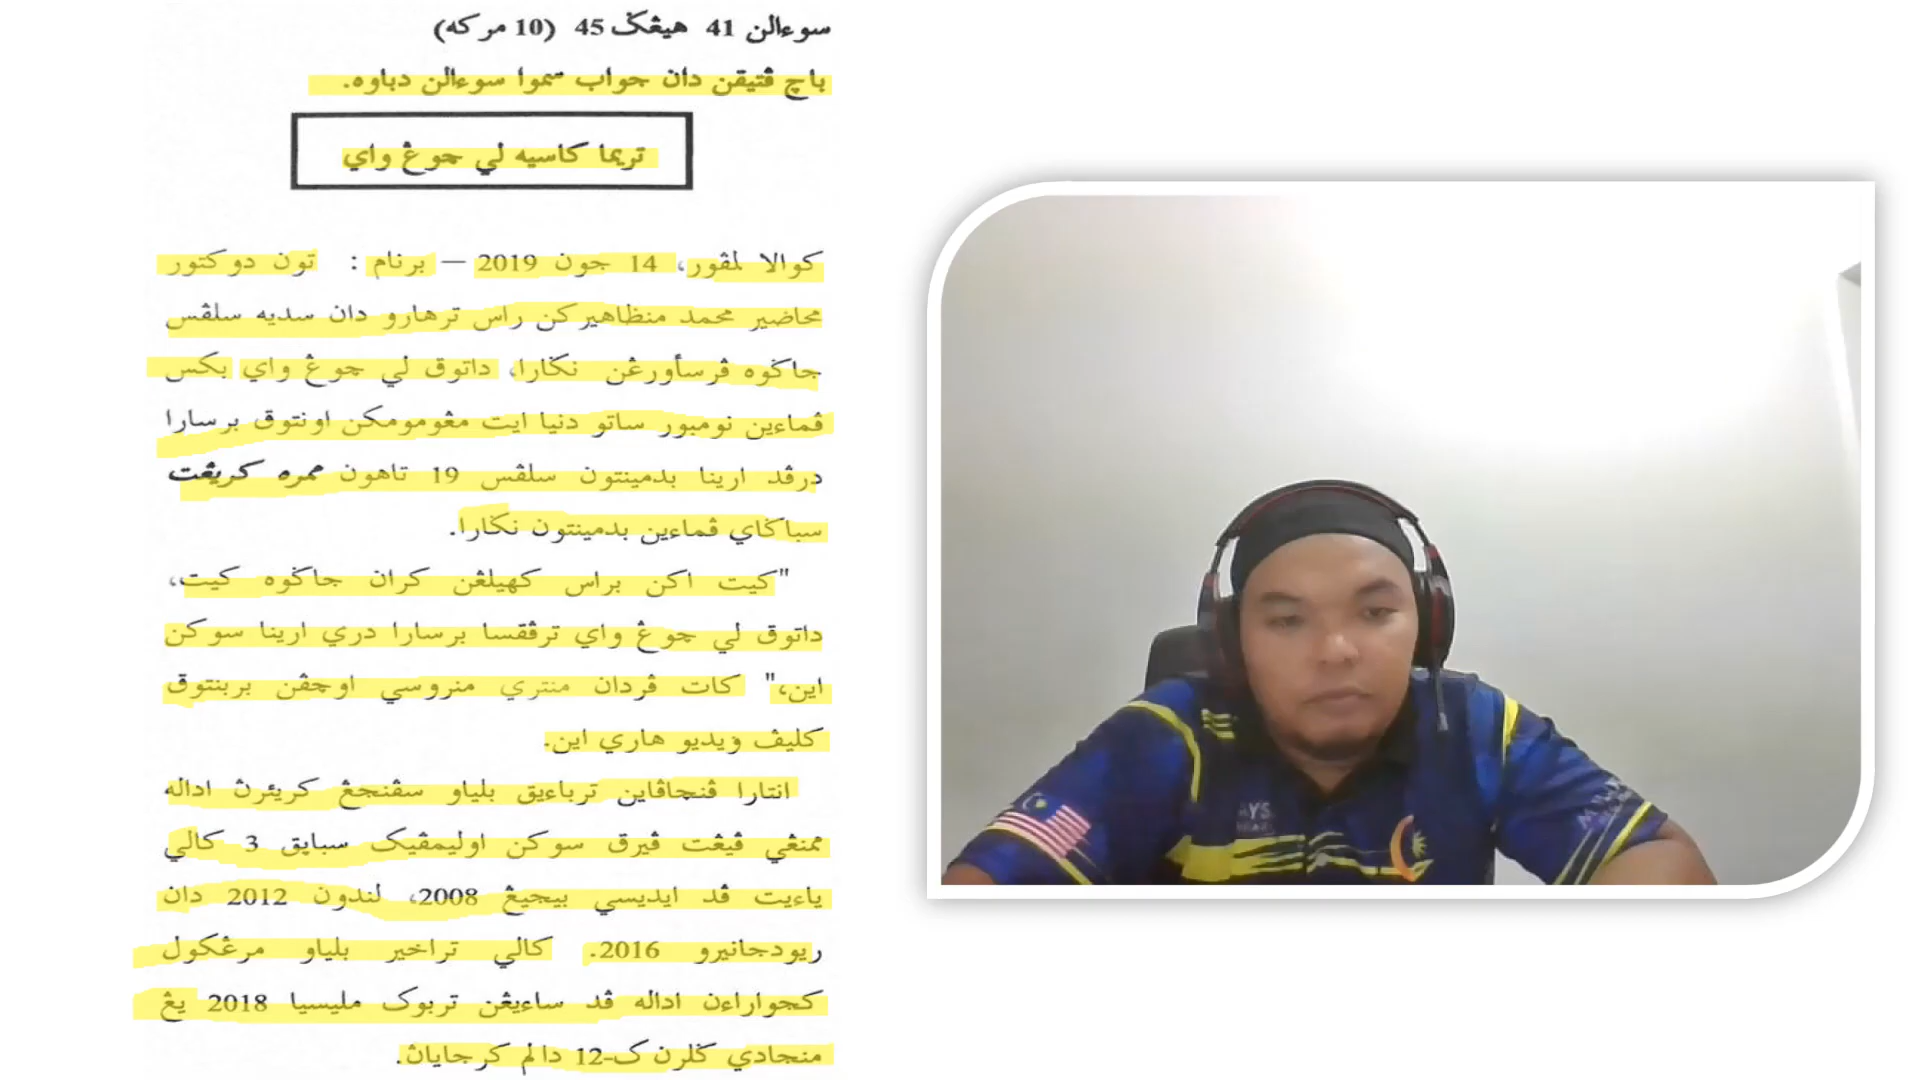 سوءالن 41 هيڠݢ 45 (10 مركه)
باچ ڤتيقن دان جواب سموا سوءالن دباوه.
تريما كاسيه لي چوڠ واي
كوالا لمڤور، 14 جون 2019 – برنام : تون دوكتور
محاضير محمد منظاهيركن راس ترهارو دان سديه سلڤس
جاݢوه ڤرسأورڠن نݢارا، داتوق لي چوڠ واي بكس
ڤماءين نومبور ساتو دنيا ايت مڠومومكن اونتوق برسارا
درڤد ارينا بدمينتون سلڤس 19 تاهون ممره كريڠت
سباݢاي ڤماءين بدمينتون نݢارا.
"كيت اكن براس كهيلڠن كران جاݢوه كيت،
داتوق لي چوڠ واي ترڤقسا برسارا دري ارينا سوكن
اين،" كات ڤردان منتري منروسي اوچڤن بربنتوق
كليڤ ۏيديو هاري اين.
انتارا ڤنچاڤاين ترباءيق بلياو سڤنجڠ كريئرڽ اداله
ممنڠي ڤيڠت ڤيرق سوكن اوليمڤيک سباڽق 3 كالي
ياءيت ڤد ايديسي بيجيڠ 2008، لندون 2012 دان
ريودجانيرو 2016. كالي تراخير بلياو مرڠكول
كجواراءن اداله ڤد ساءيڠن تربوک مليسيا 2018 يڠ
منجادي ݢلرن ک-12 دالم كرجاياڽ.